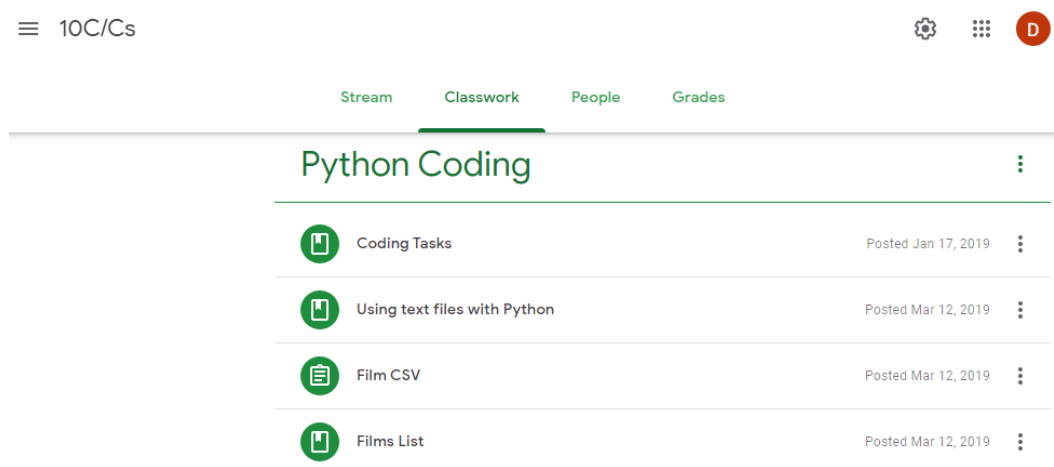 10C/Cs
D
Stream Classwork People Grades
Python Coding
Coding Tasks Posted Jan 17, 2019
Using text files with Python Posted Mar 12, 2019
Film CSV Posted Mar 12, 2019
Films List Posted Mar 12, 2019